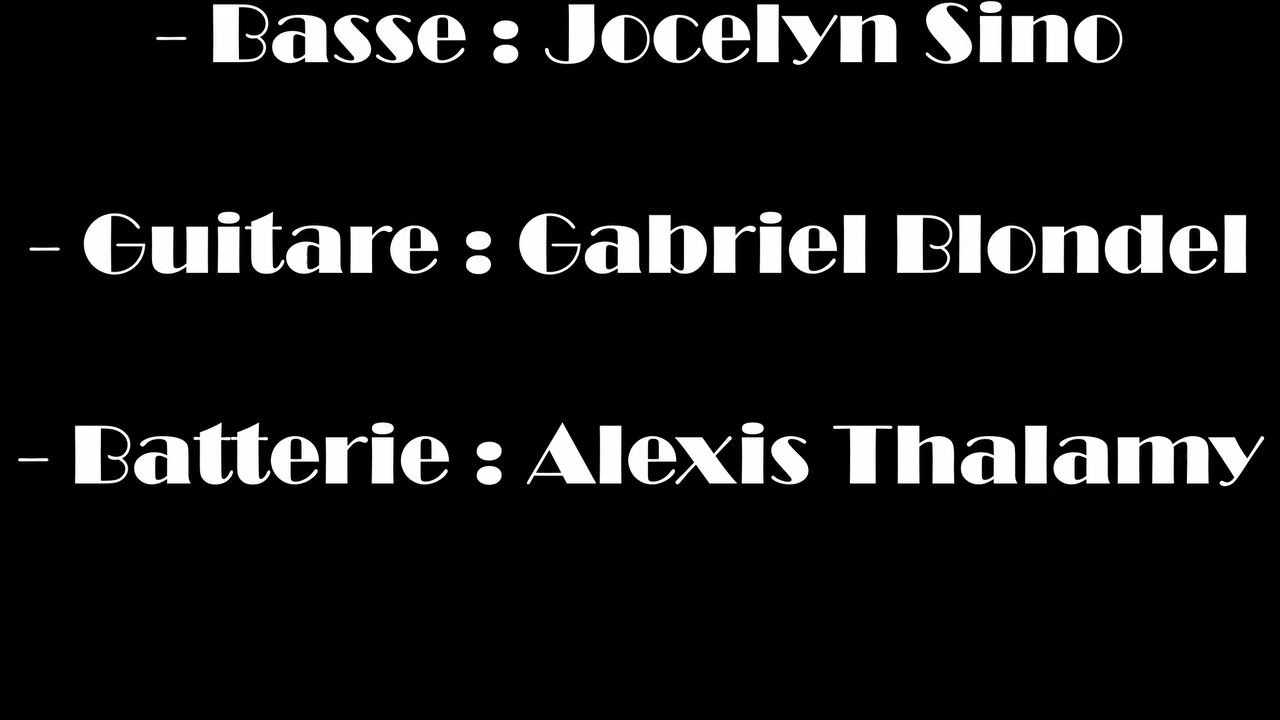 - Basse : Jocelyn Sino
- Guitare : Gabriel Blondel
- Batterie : Alexis Thalamy